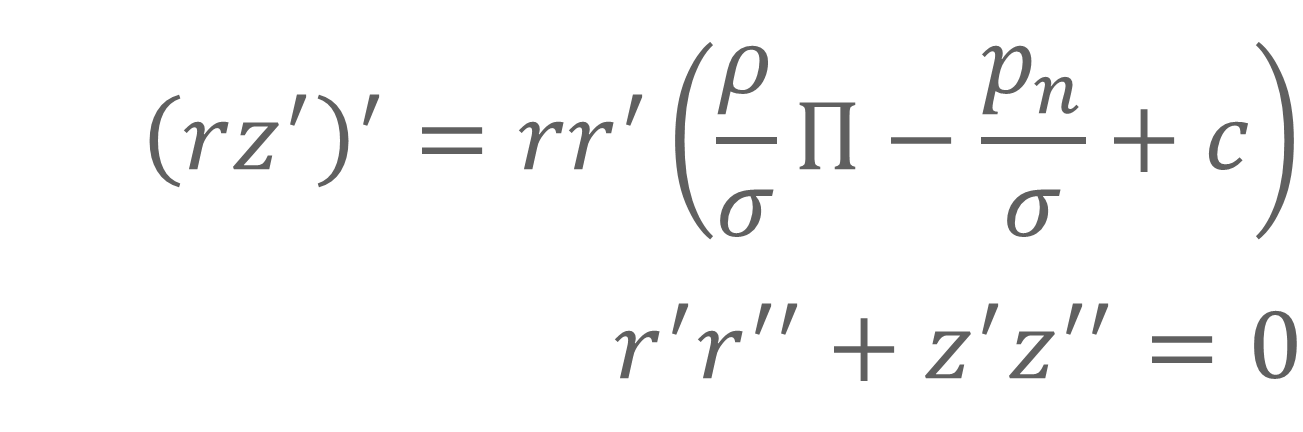 (rz′)′ = rr′ (ρ/σ Π − pₙ/σ + c)
r′r′′ + z′z′′ = 0